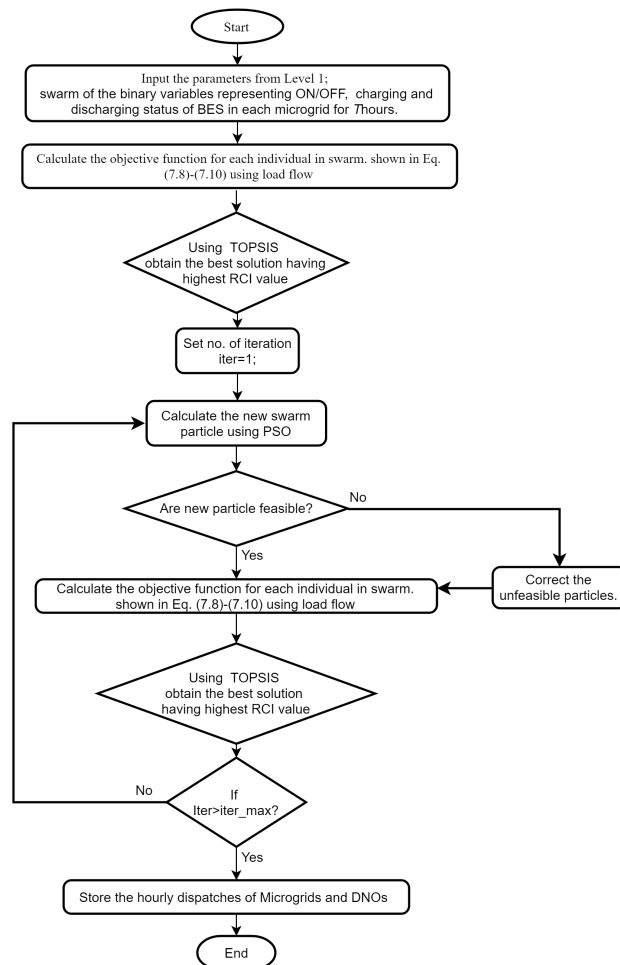 Start
Input the parameters from Level 1;
swarm of the binary variables representing ON/OFF, charging and
discharging status of BES in each microgrid for Thours.
Calculate the objective function for each individual in swarm. shown in Eq.
(7.8)-(7.10) using load flow
Using TOPSIS
obtain the best solution having
highest RCI value
Set no. of iteration
iter=1;
Calculate the new swarm
particle using PSO
Are new particle feasible?
No
Yes
Correct the
unfeasible particles.
Calculate the objective function for each individual in swarm.
shown in Eq. (7.8)-(7.10) using load flow
Using TOPSIS
obtain the best solution
having highest RCI value
No
If
Iter>iter_max?
Yes
Store the hourly dispatches of Microgrids and DNOs
End